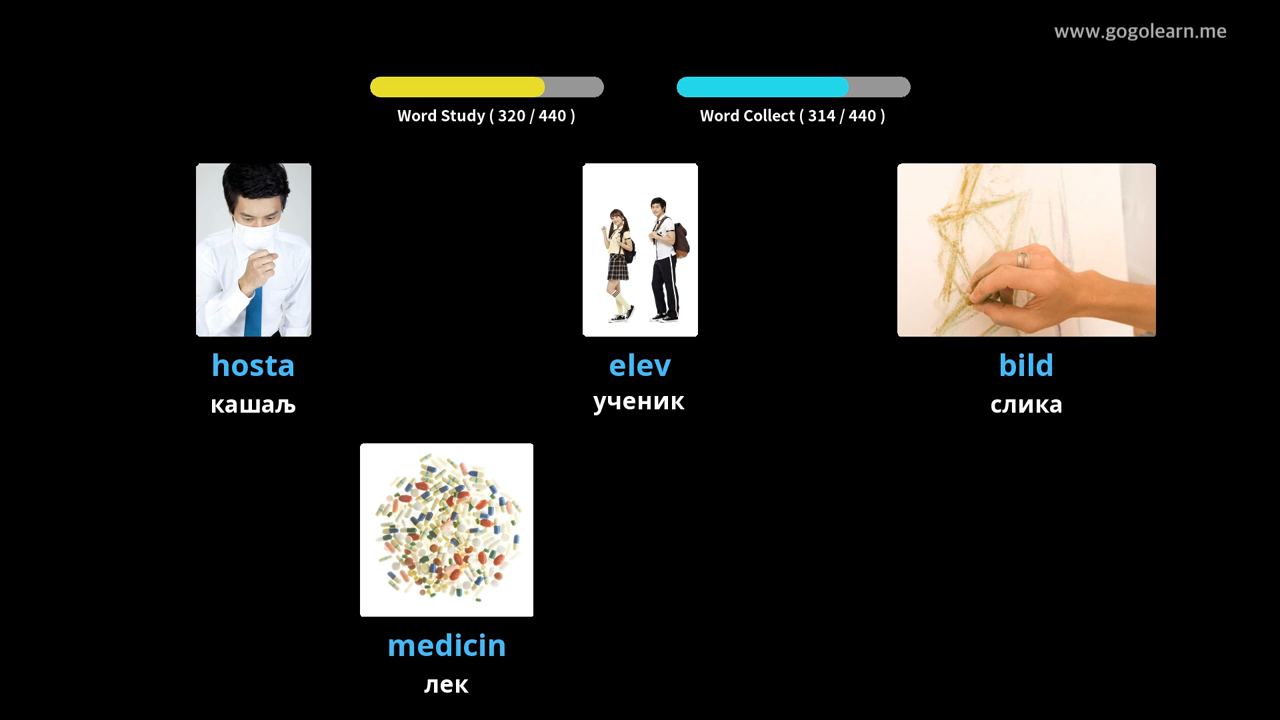 www.gogolearn.me
Word Study ( 320 / 440 )
Word Collect ( 314 / 440 )
hosta
кашаљ
elev
ученик
bild
слика
medicin
лек